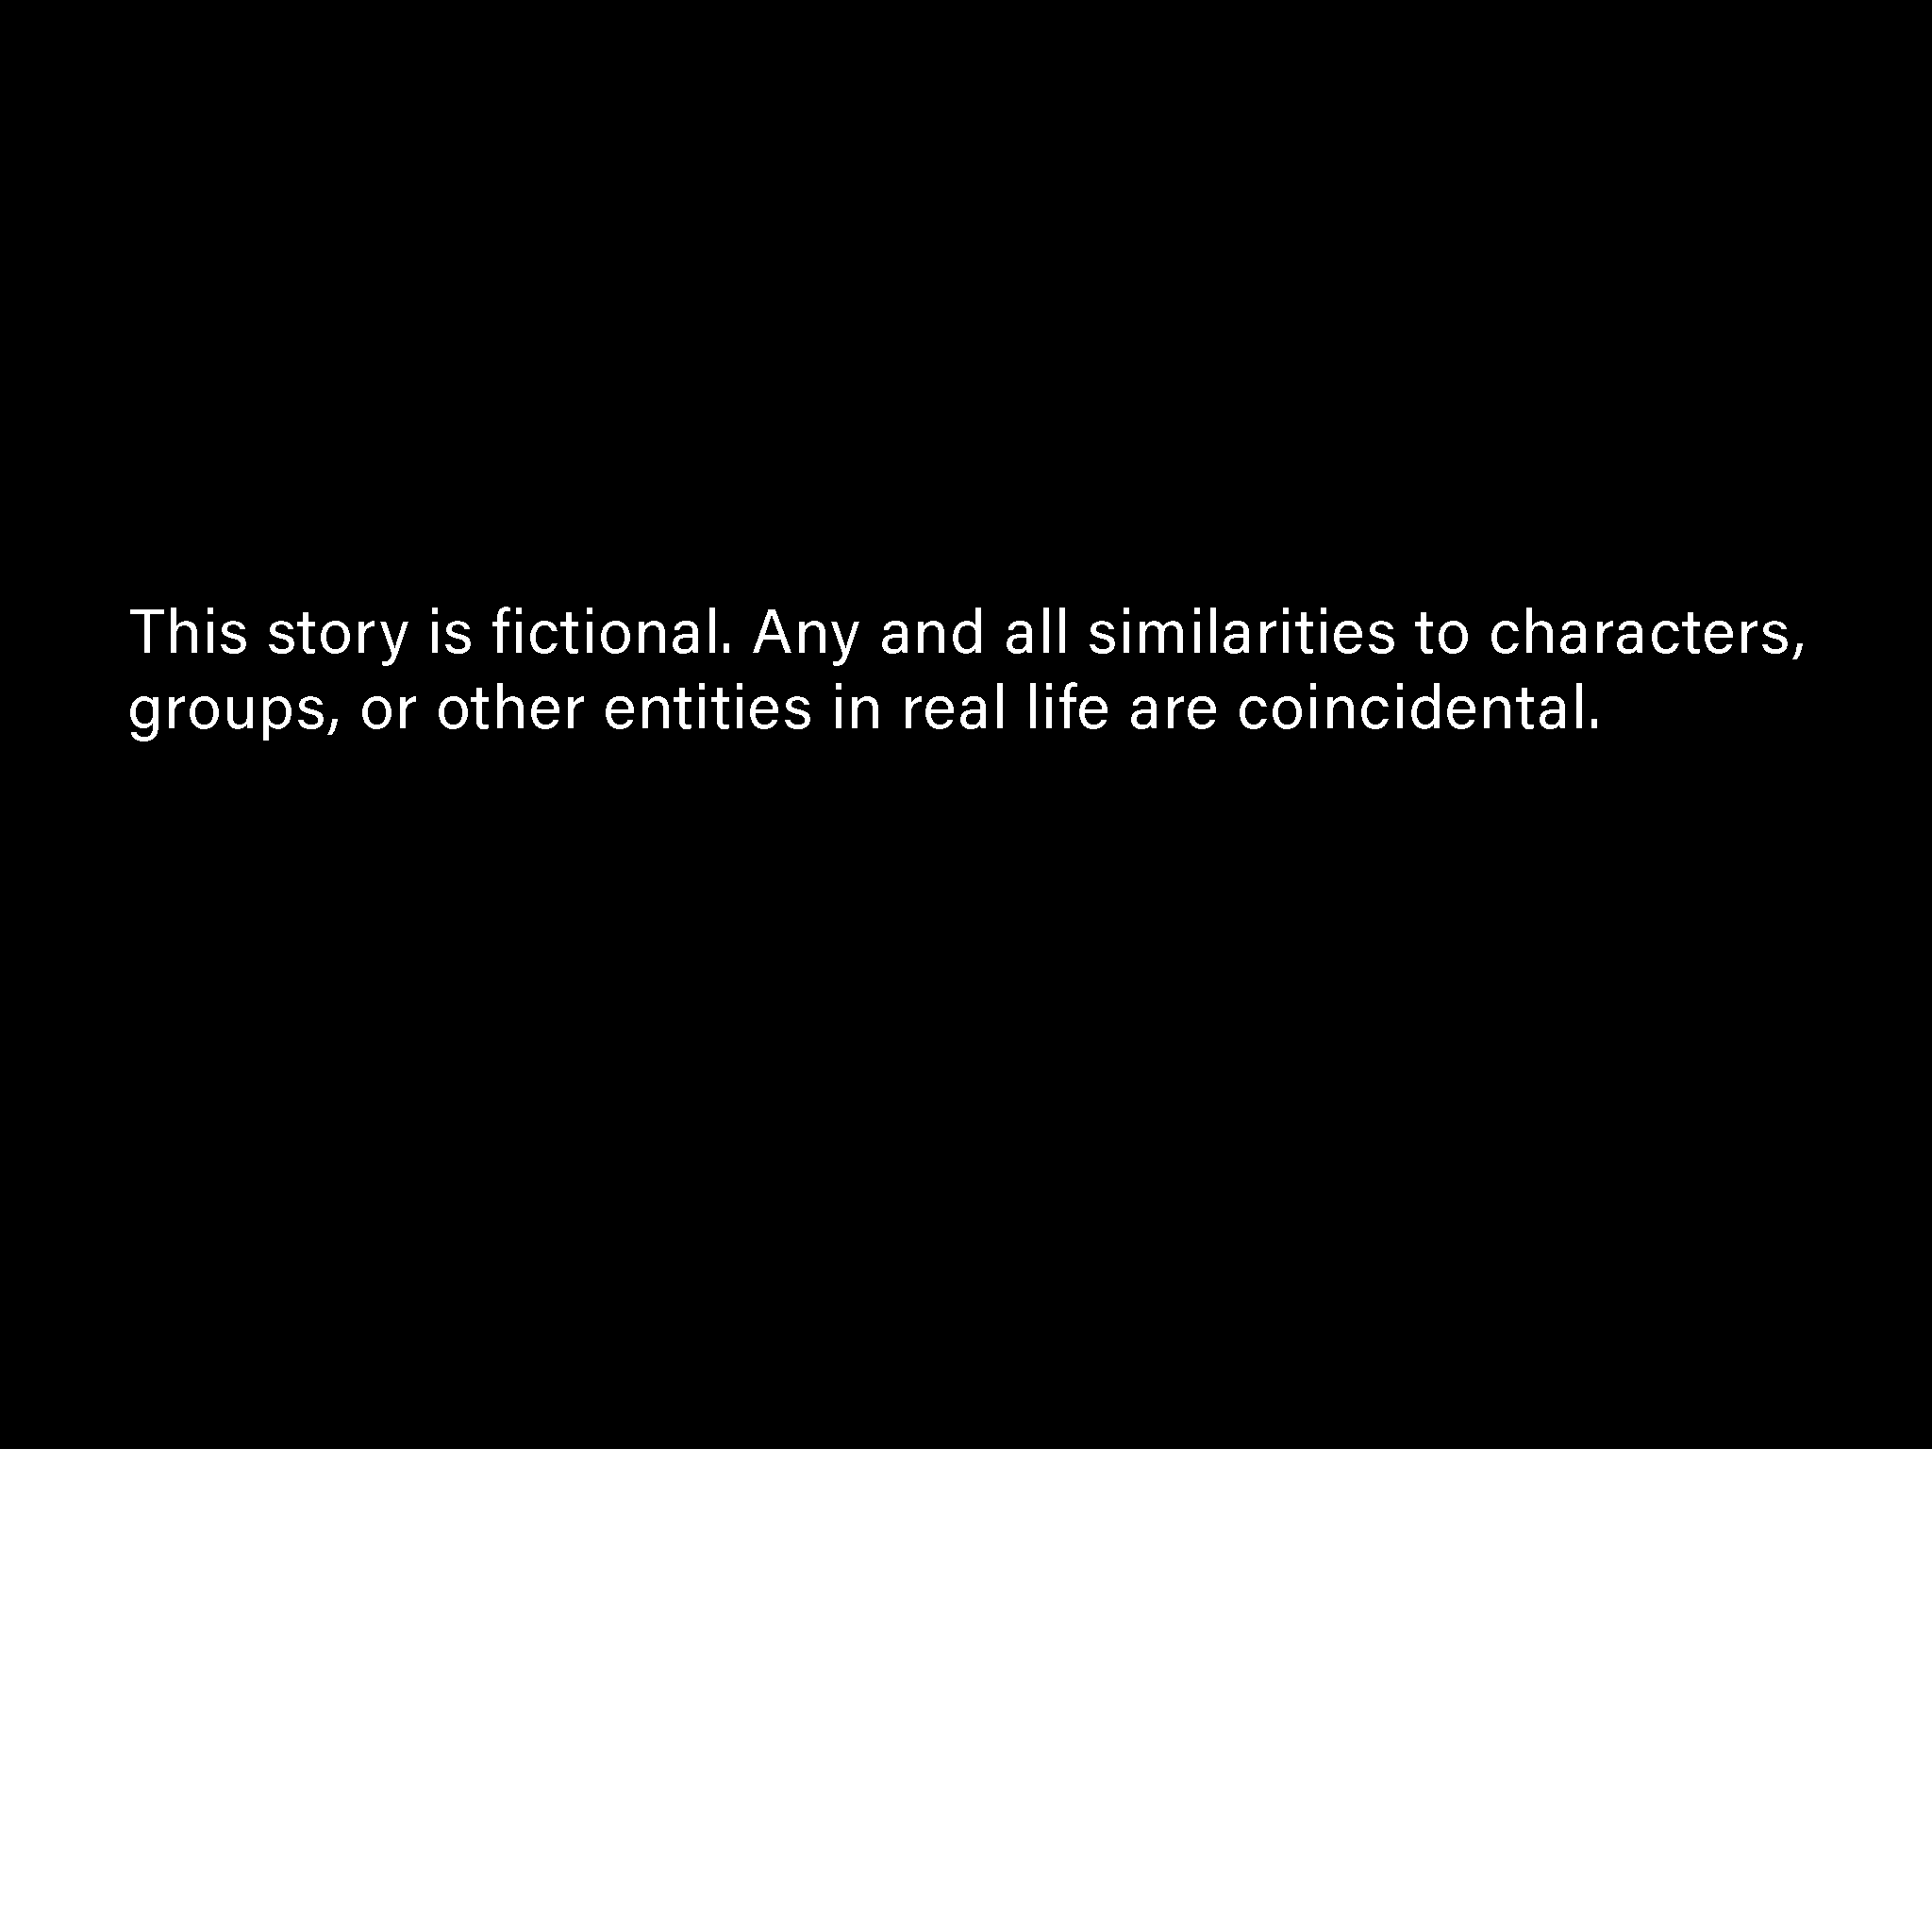 This story is fictional. Any and all similarities to characters,
groups, or other entities in real life are coincidental.